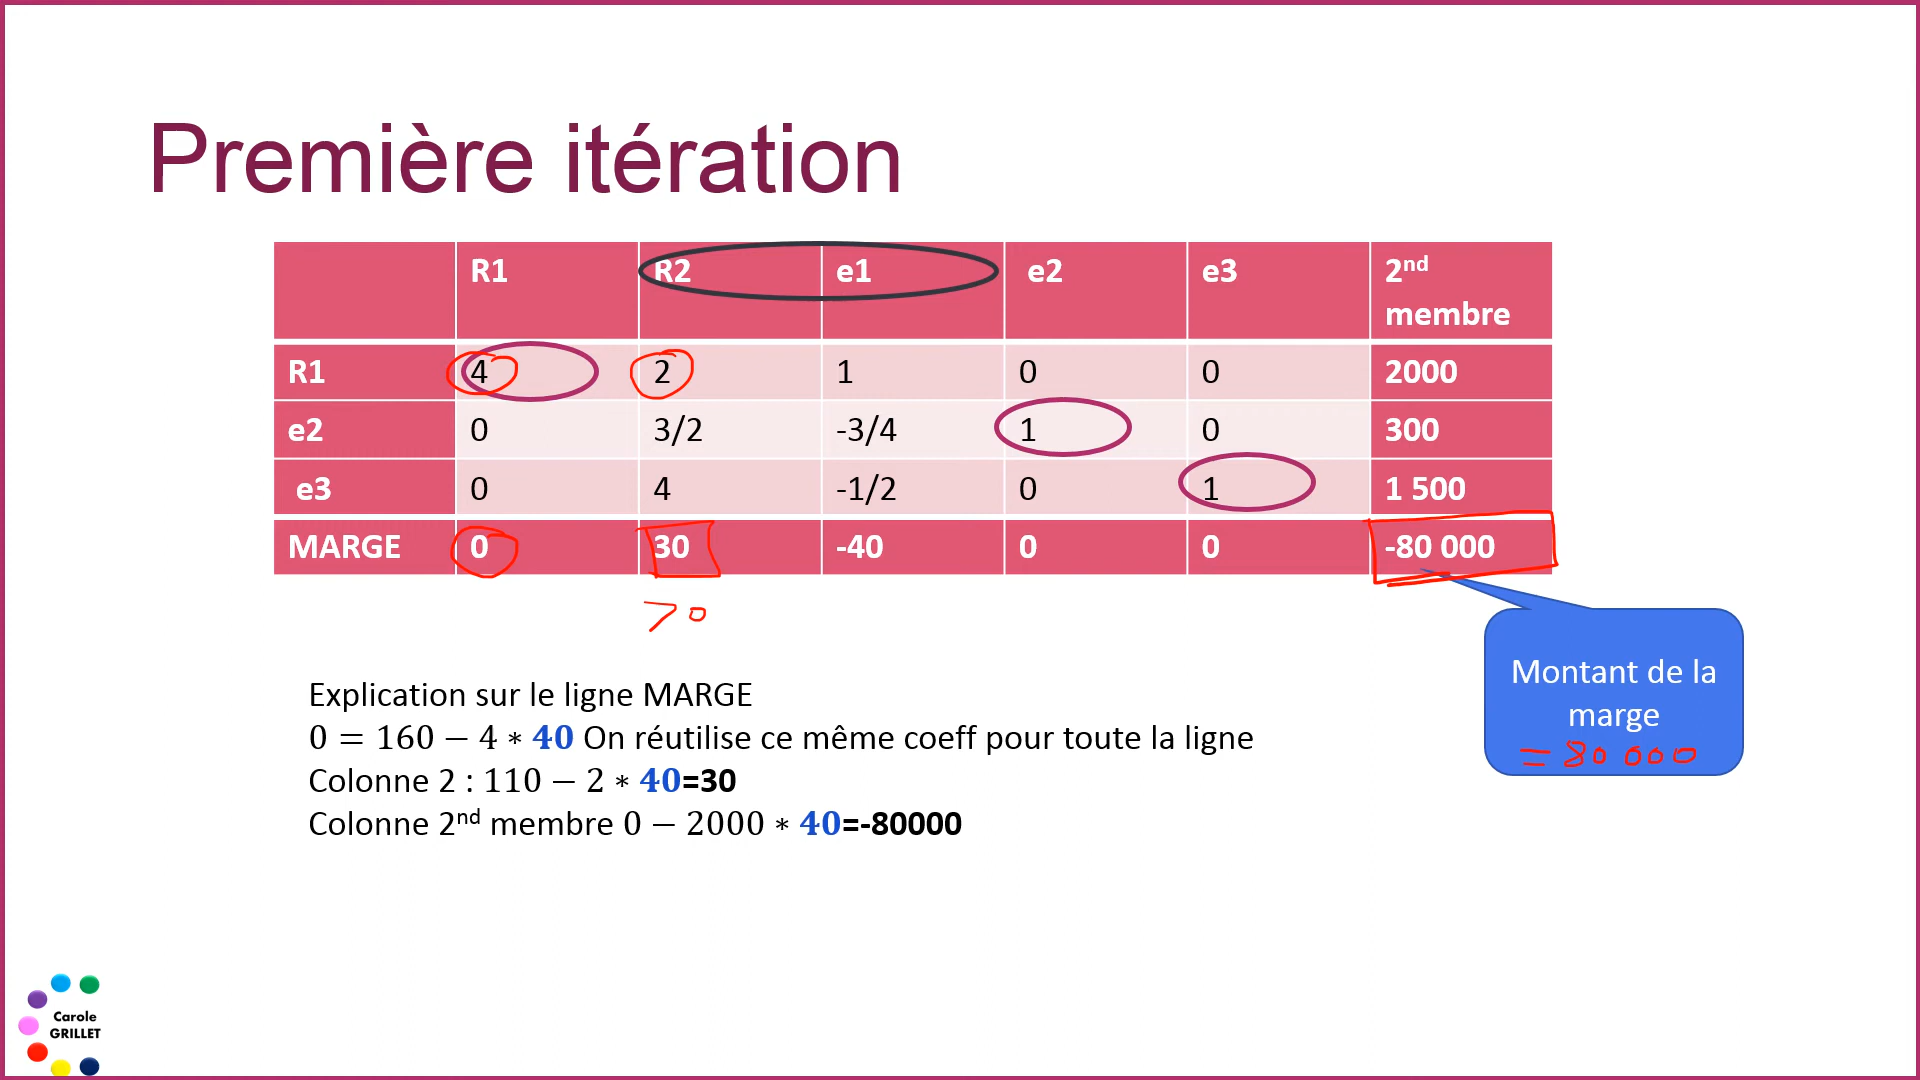 Première itération
R1 R2 e1 e2 e3 2nd membre
R1 4 2 1 0 0 2000
e2 0 3/2 -3/4 1 0 300
e3 0 4 -1/2 0 1 1 500
MARGE 0 30 -40 0 0 -80 000
> 0
Montant de la
marge
= 80 000
Explication sur le ligne MARGE
0 = 160 − 4 ∗ 40 On réutilise ce même coeff pour toute la ligne
Colonne 2 : 110 − 2 ∗ 40=30
Colonne 2nd membre 0 − 2000 ∗ 40=-80000
Carole
GRILLET